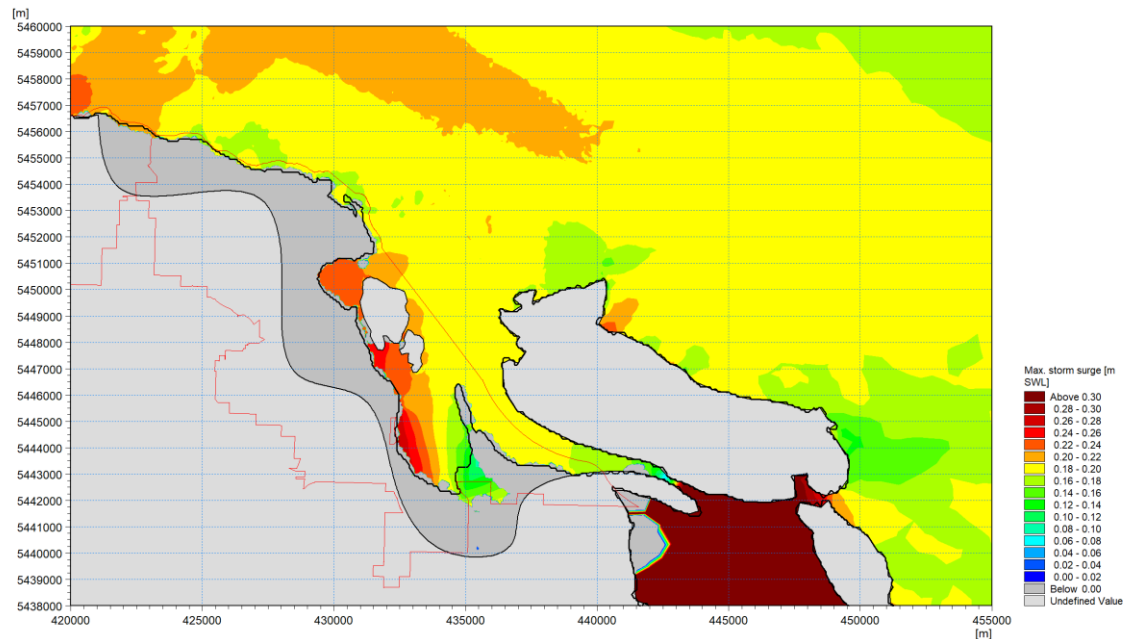 [m]
5460000
5459000
5458000
5457000
5456000
5455000
5454000
5453000
5452000
5451000
5450000
5449000
5448000
5447000
5446000
5445000
5444000
5443000
5442000
5441000
5440000
5439000
5438000
420000 425000 430000 435000 440000 445000 450000 455000
[m]
Max. storm surge [m
SWL]
Above 0.30
0.28 - 0.30
0.26 - 0.28
0.24 - 0.26
0.22 - 0.24
0.20 - 0.22
0.18 - 0.20
0.16 - 0.18
0.14 - 0.16
0.12 - 0.14
0.10 - 0.12
0.08 - 0.10
0.06 - 0.08
0.04 - 0.06
0.02 - 0.04
0.00 - 0.02
Below 0.00
Undefined Value